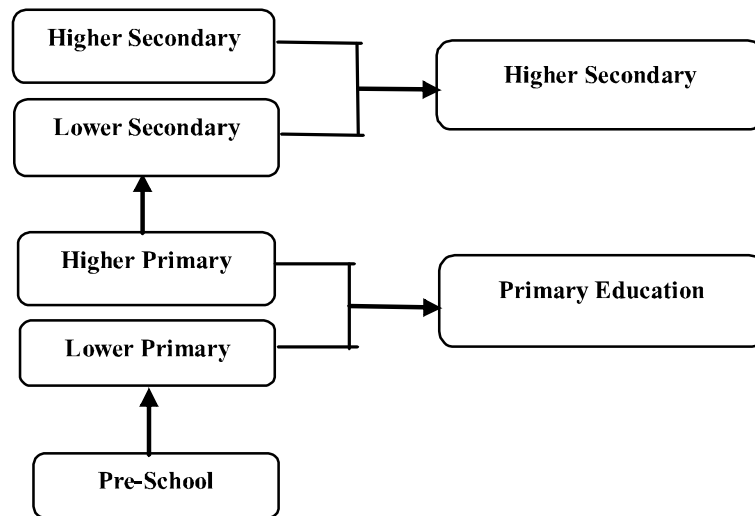 Higher Secondary
Higher Secondary
Lower Secondary
Higher Primary
Primary Education
Lower Primary
Pre-School